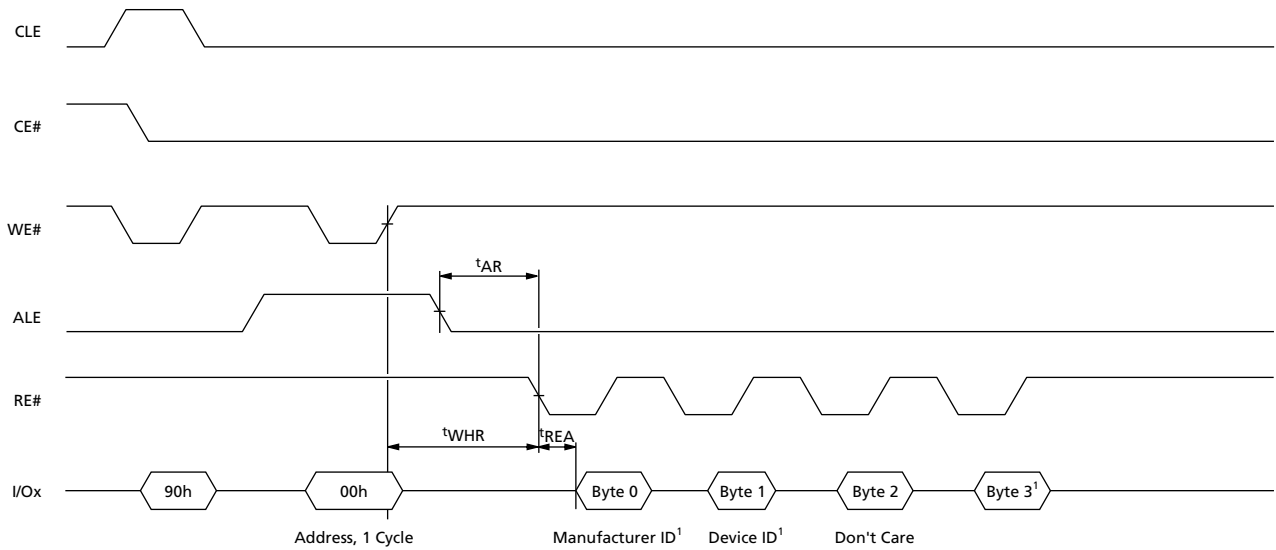 CLE
CE#
WE#
tAR
ALE
RE#
tWHR
tREA
I/Ox
90h
00h
Byte 0
Byte 1
Byte 2
Byte 3¹
Address, 1 Cycle
Manufacturer ID¹
Device ID¹
Don't Care